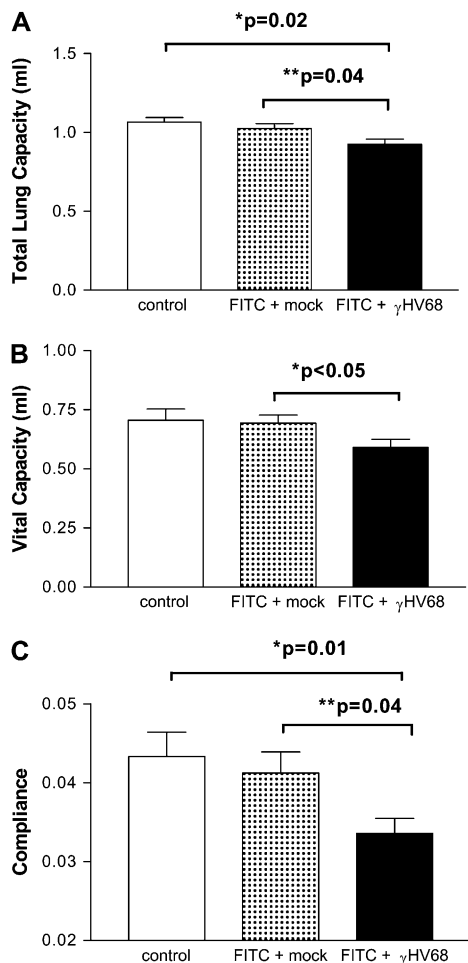 A
*p=0.02
**p=0.04
Total Lung Capacity (ml)
1.5
1.0
0.5
0.0
control
FITC + mock
FITC + γHV68
B
*p<0.05
Vital Capacity (ml)
1.00
0.75
0.50
0.25
0.00
control
FITC + mock
FITC + γHV68
C
*p=0.01
**p=0.04
Compliance
0.05
0.04
0.03
0.02
control
FITC + mock
FITC + γHV68